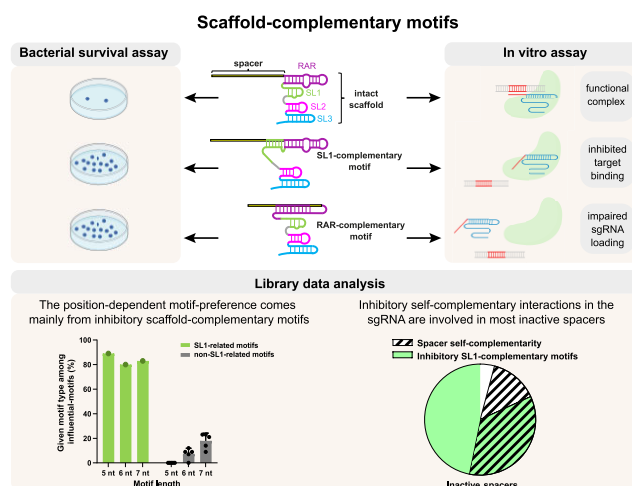 Scaffold-complementary motifs
Bacterial survival assay
In vitro assay
spacer
RAR
SL1
SL2
SL3
intact
scaffold
functional
complex
SL1-complementary
motif
inhibited
target
binding
RAR-complementary
motif
impaired
sgRNA
loading
Library data analysis
The position-dependent motif-preference comes
mainly from inhibitory scaffold-complementary motifs
SL1-related motifs
non-SL1-related motifs
Given motif type among
influential-motifs (%)
100
80
60
40
20
0
5 nt 6 nt 7 nt 5 nt 6 nt 7 nt
Motif length
Inhibitory self-complementary interactions in the
sgRNA are involved in most inactive spacers
Spacer self-complementarity
Inhibitory SL1-complementary motifs
Inactive spacers